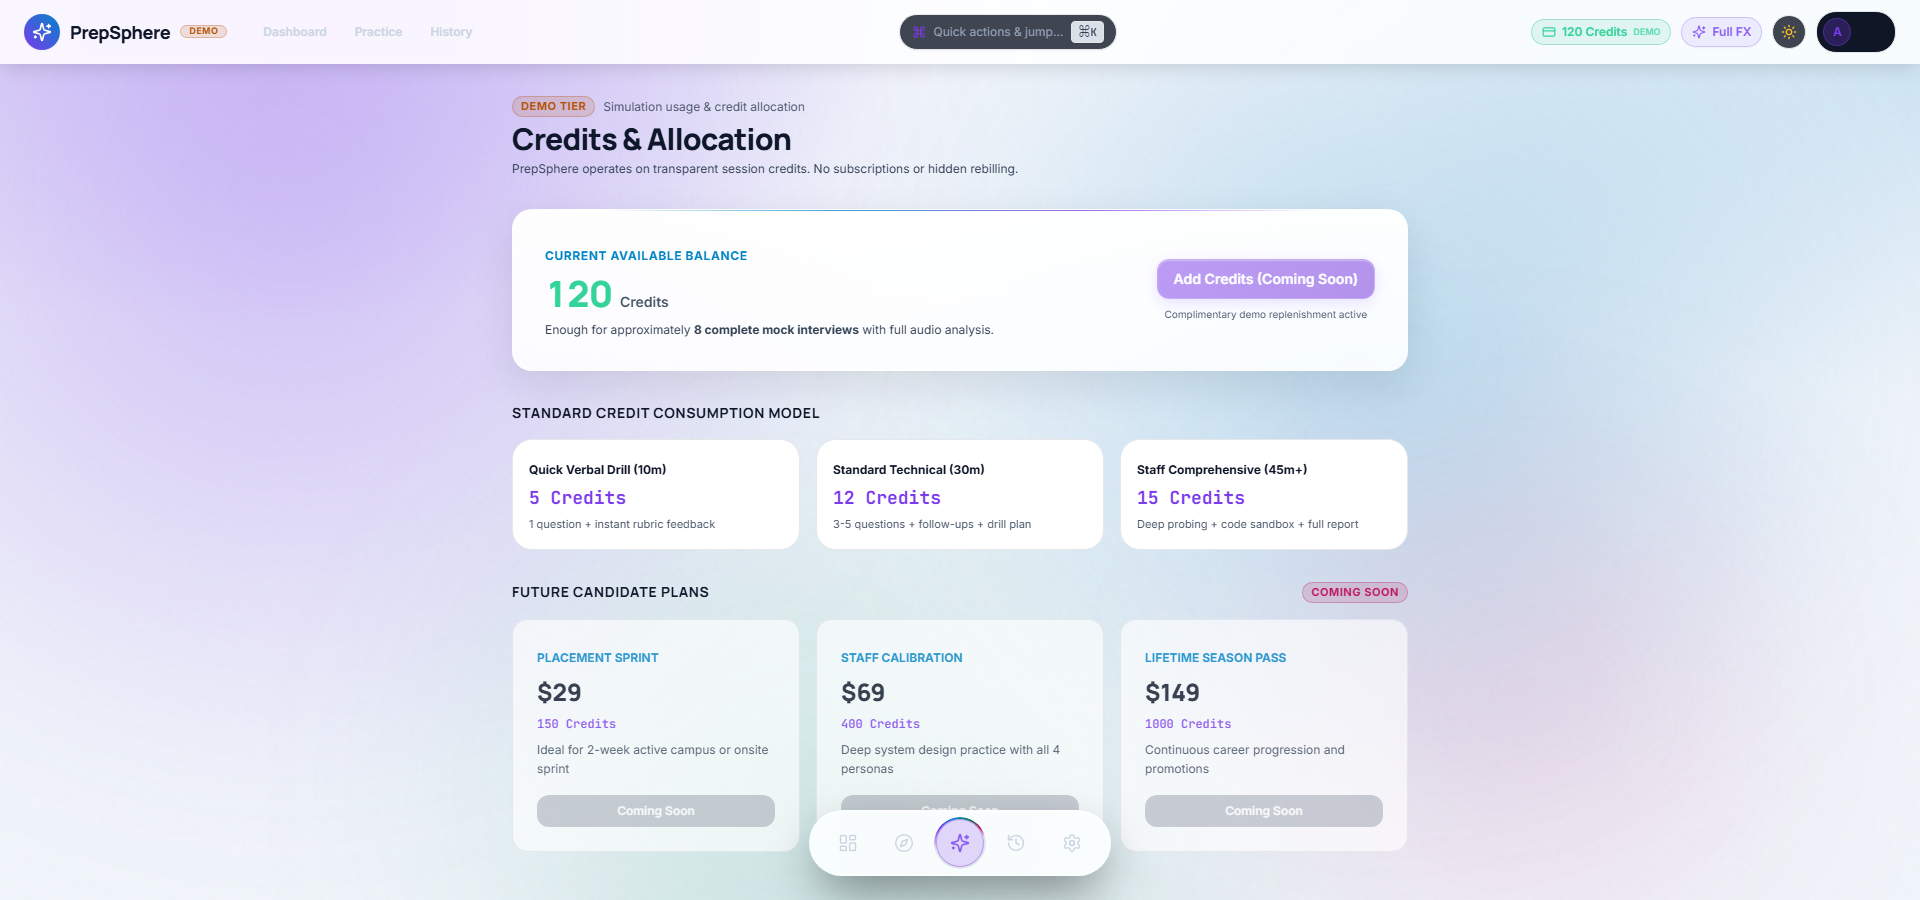 PrepSphere DEMO Dashboard Practice History Quick actions & jump... ⌘K 120 Credits DEMO Full FX A
DEMO TIER Simulation usage & credit allocation
Credits & Allocation
PrepSphere operates on transparent session credits. No subscriptions or hidden rebilling.
CURRENT AVAILABLE BALANCE
120 Credits
Enough for approximately 8 complete mock interviews with full audio analysis.
Add Credits (Coming Soon)
Complimentary demo replenishment active
STANDARD CREDIT CONSUMPTION MODEL
Quick Verbal Drill (10m)
5 Credits
1 question + instant rubric feedback
Standard Technical (30m)
12 Credits
3-5 questions + follow-ups + drill plan
Staff Comprehensive (45m+)
15 Credits
Deep probing + code sandbox + full report
FUTURE CANDIDATE PLANS COMING SOON
PLACEMENT SPRINT
$29
150 Credits
Ideal for 2-week active campus or onsite
sprint
Coming Soon
STAFF CALIBRATION
$69
400 Credits
Deep system design practice with all 4
personas
Coming Soon
LIFETIME SEASON PASS
$149
1000 Credits
Continuous career progression and
promotions
Coming Soon